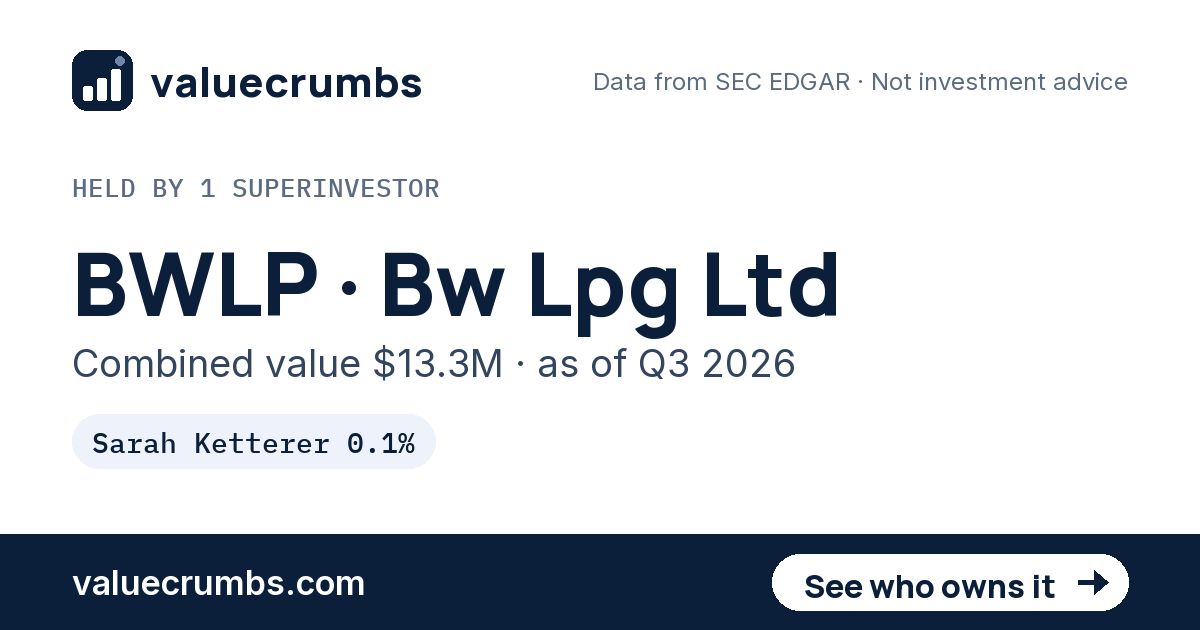 valuecrumbs
Data from SEC EDGAR · Not investment advice
HELD BY 1 SUPERINVESTOR
BWLP · Bw Lpg Ltd
Combined value $13.3M · as of Q3 2026
Sarah Ketterer 0.1%
valuecrumbs.com
See who owns it →